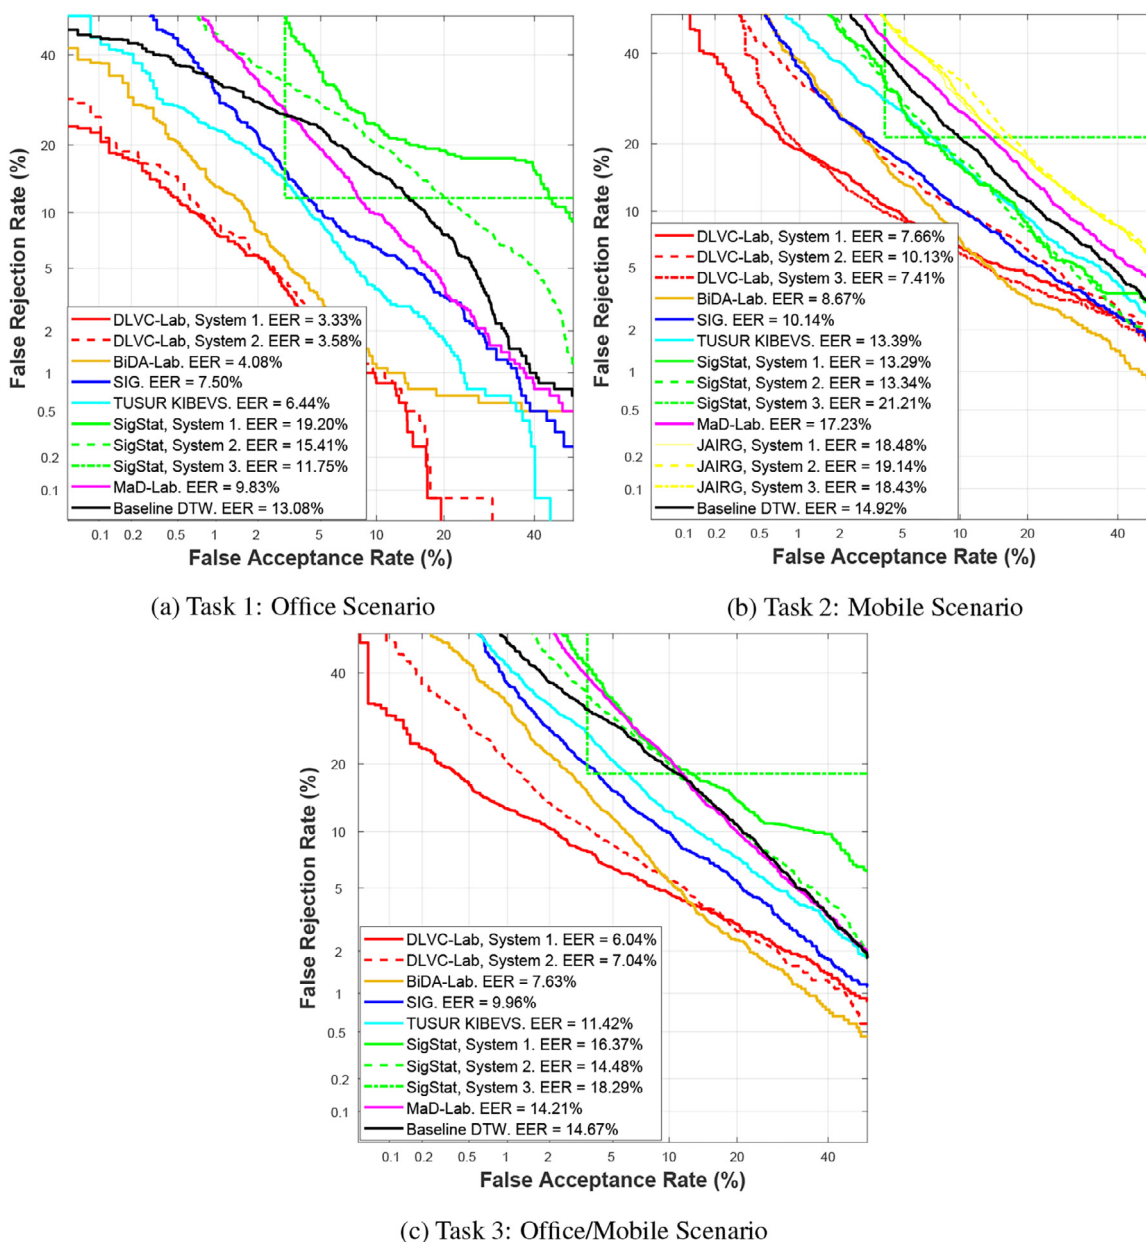 False Rejection Rate (%)
40
20
10
5
2
1
0.5
0.2
0.1
DLVC-Lab, System 1. EER = 3.33%
DLVC-Lab, System 2. EER = 3.58%
BiDA-Lab. EER = 4.08%
SIG. EER = 7.50%
TUSUR KIBEVS. EER = 6.44%
SigStat, System 1. EER = 19.20%
SigStat, System 2. EER = 15.41%
SigStat, System 3. EER = 11.75%
MaD-Lab. EER = 9.83%
Baseline DTW. EER = 13.08%
0.1 0.2 0.5 1 2 5 10 20 40
False Acceptance Rate (%)
(a) Task 1: Office Scenario
False Rejection Rate (%)
40
20
10
5
2
1
0.5
0.2
0.1
DLVC-Lab, System 1. EER = 7.66%
DLVC-Lab, System 2. EER = 10.13%
DLVC-Lab, System 3. EER = 7.41%
BiDA-Lab. EER = 8.67%
SIG. EER = 10.14%
TUSUR KIBEVS. EER = 13.39%
SigStat, System 1. EER = 13.29%
SigStat, System 2. EER = 13.34%
SigStat, System 3. EER = 21.21%
MaD-Lab. EER = 17.23%
JAIRG, System 1. EER = 18.48%
JAIRG, System 2. EER = 19.14%
JAIRG, System 3. EER = 18.43%
Baseline DTW. EER = 14.92%
0.1 0.2 0.5 1 2 5 10 20 40
False Acceptance Rate (%)
(b) Task 2: Mobile Scenario
False Rejection Rate (%)
40
20
10
5
2
1
0.5
0.2
0.1
DLVC-Lab, System 1. EER = 6.04%
DLVC-Lab, System 2. EER = 7.04%
BiDA-Lab. EER = 7.63%
SIG. EER = 9.96%
TUSUR KIBEVS. EER = 11.42%
SigStat, System 1. EER = 16.37%
SigStat, System 2. EER = 14.48%
SigStat, System 3. EER = 18.29%
MaD-Lab. EER = 14.21%
Baseline DTW. EER = 14.67%
0.1 0.2 0.5 1 2 5 10 20 40
False Acceptance Rate (%)
(c) Task 3: Office/Mobile Scenario